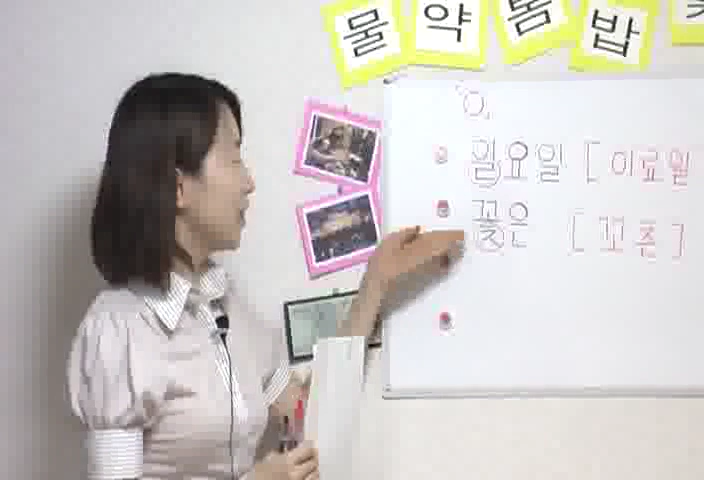 물 약 봄 밥
"ㅇ"
일요일 [이료일
꽃은 [꼬츤]